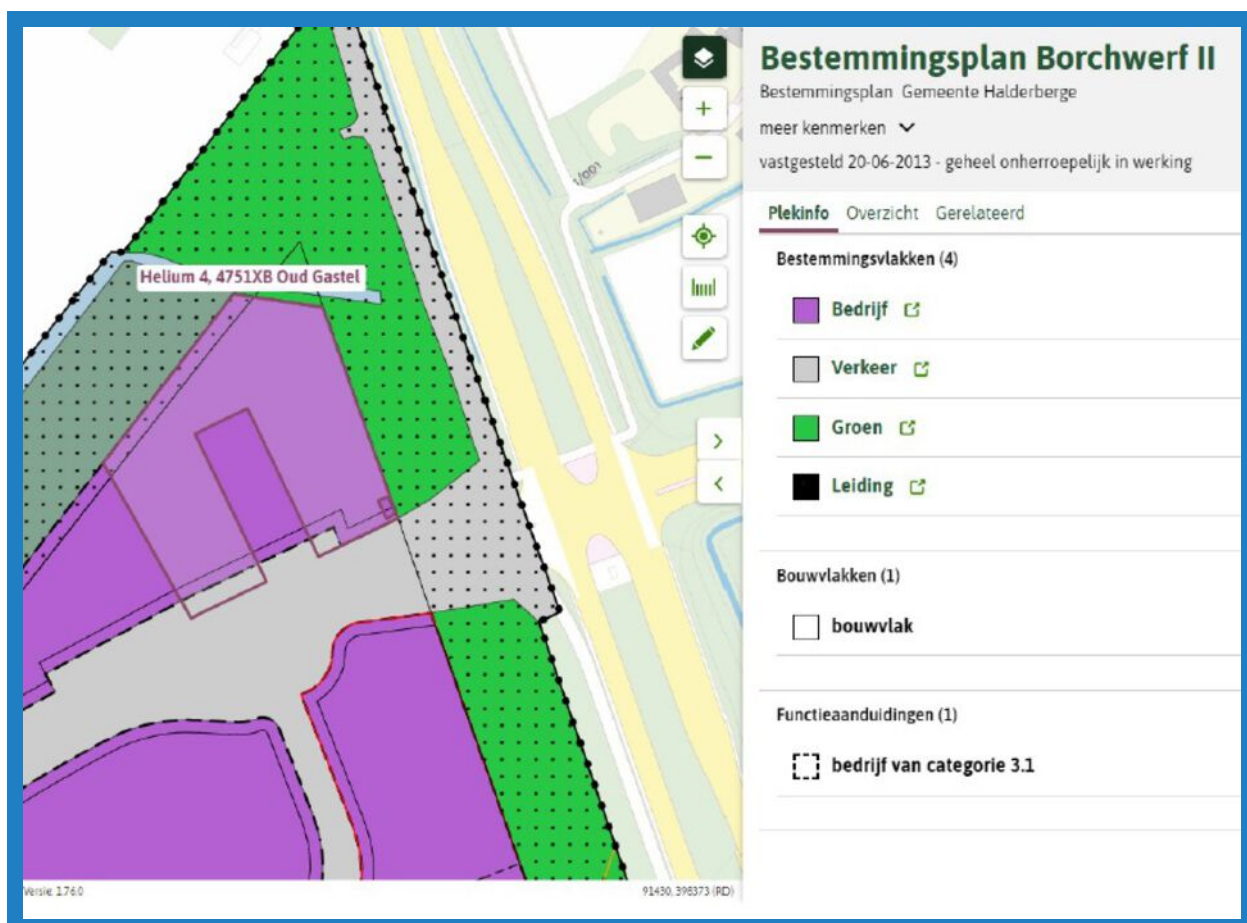 Bestemmingsplan Borchwerf II
Bestemmingsplan Gemeente Halderberge
meer kenmerken
vastgesteld 20-06-2013 - geheel onherroepelijk in werking
Plekinfo Overzicht Gerelateerd
Bestemmingsvlakken (4)
Bedrijf
Verkeer
Groen
Leiding
Bouwvlakken (1)
bouwvlak
Functieaanduidingen (1)
bedrijf van categorie 3.1
Helium 4, 4751XB Oud Gastel
Versie: 1.76.0
91430, 398373 (RD)